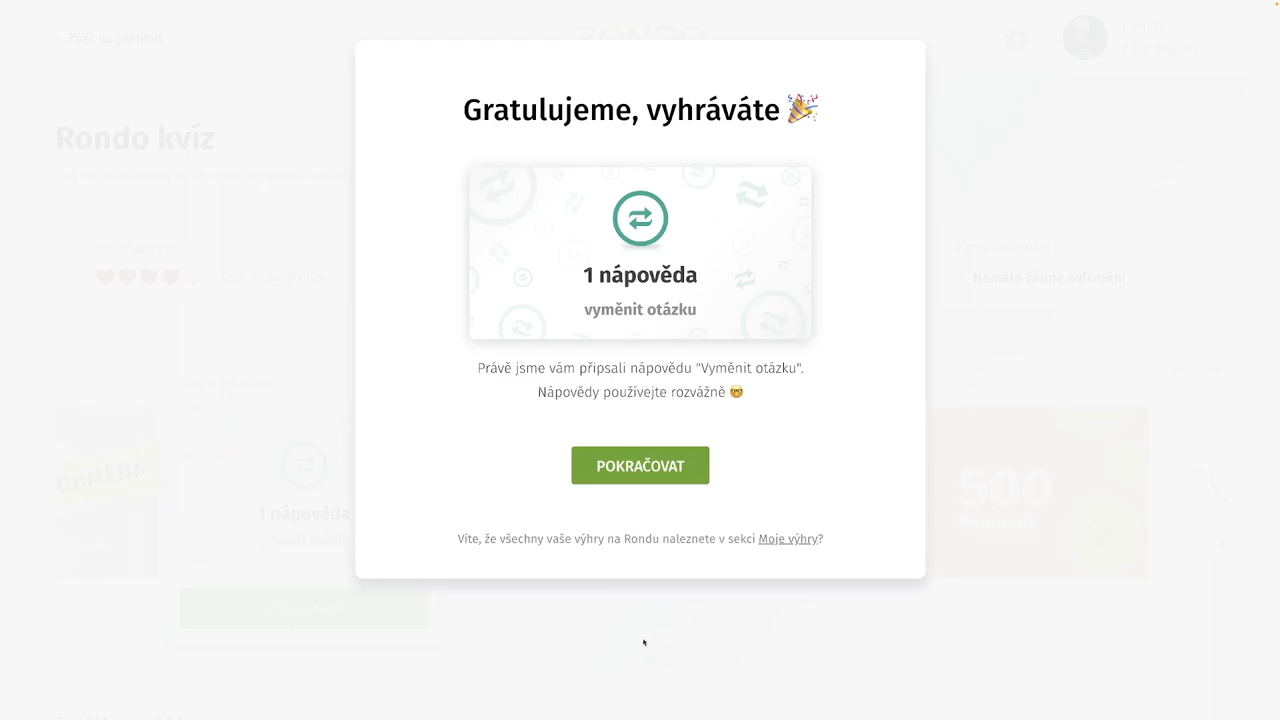 Zpět na přehled
RONDO
Gratulujeme, vyhráváte 🎉
Rondo kvíz
1 nápověda
vyměnit otázku
Nemáte žádné ovlivnění
Právě jsme vám připsali nápovědu "Vyměnit otázku".
Nápovědy používejte rozvážně 🤓
POKRAČOVAT
ODMĚNA
500
1 nápověda
Víte, že všechny vaše výhry na Rondu naleznete v sekci Moje výhry?